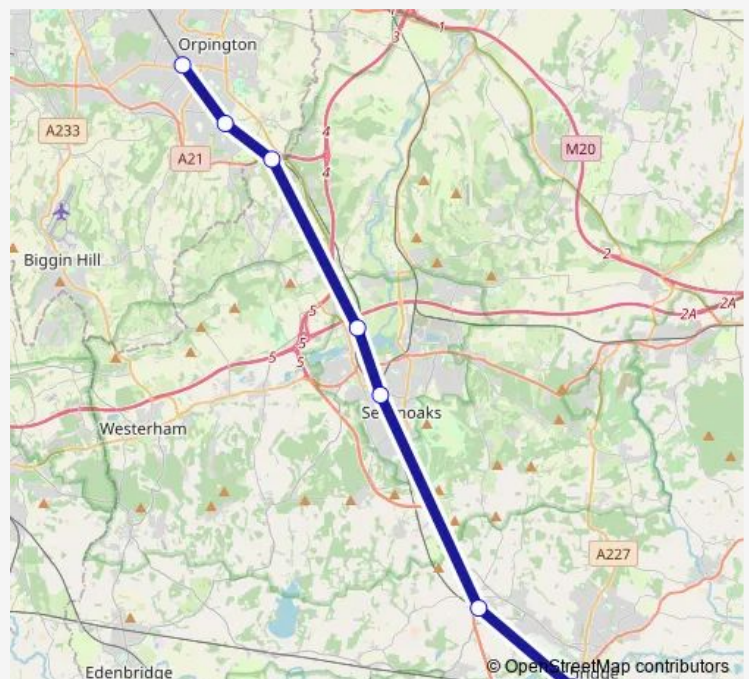 Orpington
3
1
4
A233
M20
A21
4
Biggin Hill
2
2A
5
2A
5
5
5
Westerham
A227
Edenbridge
© OpenStreetMap contributors